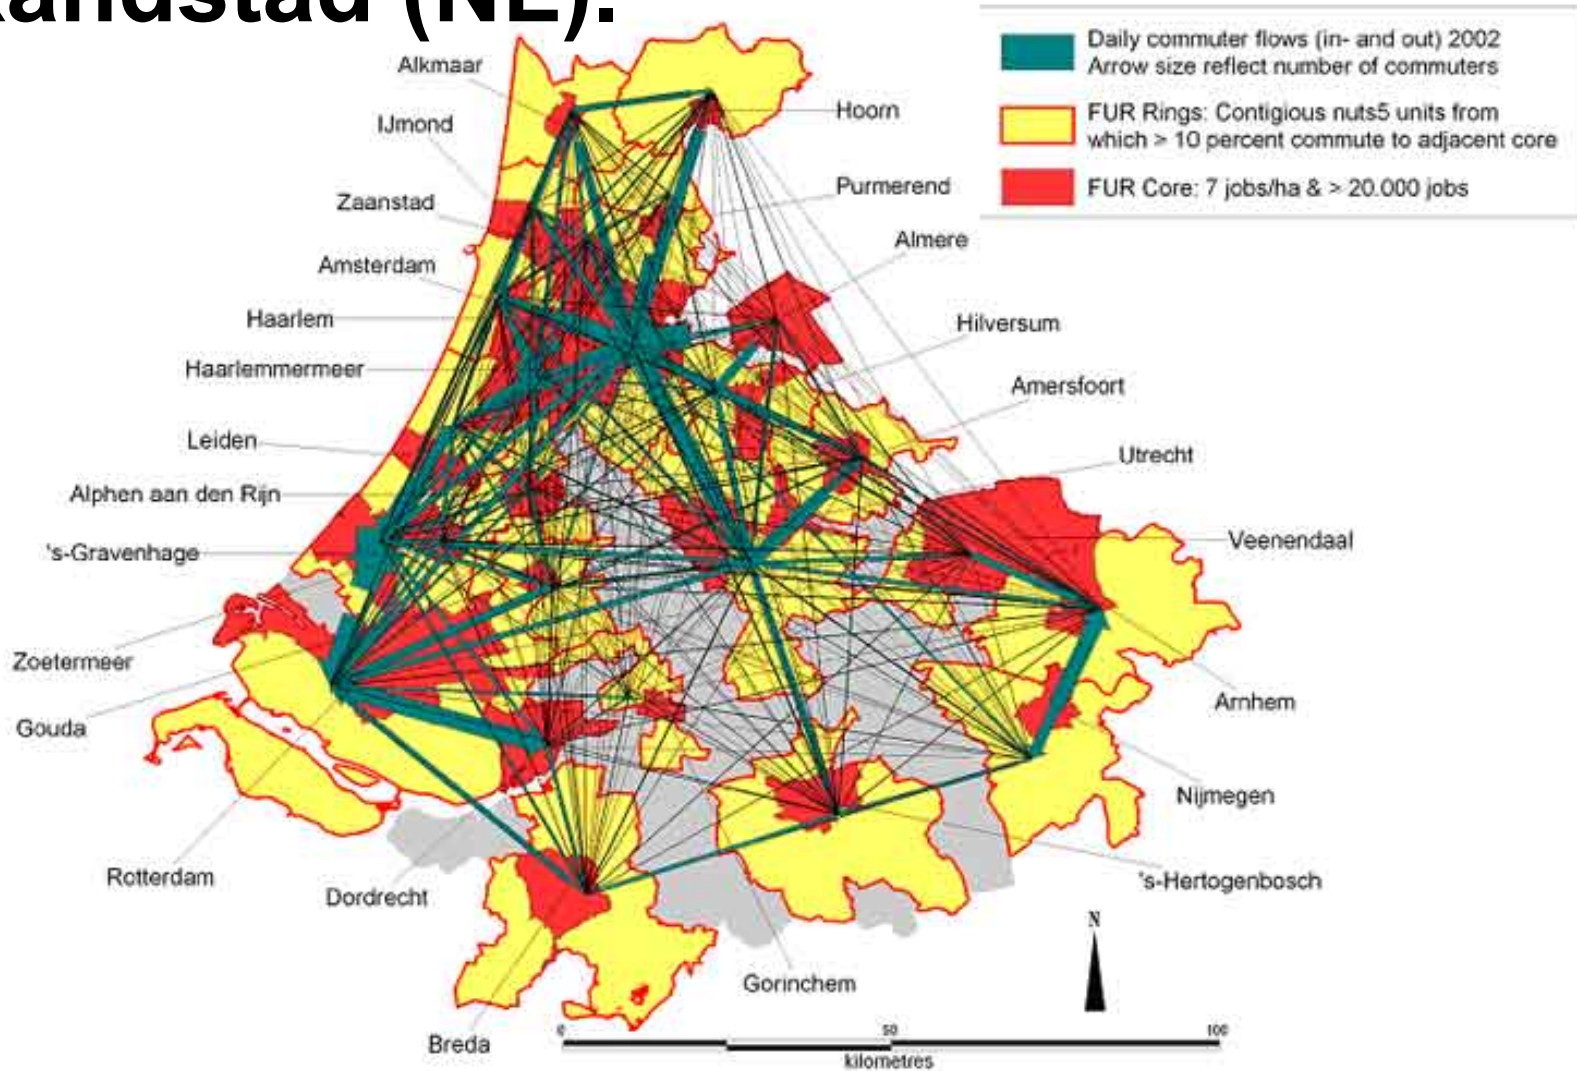 Randstad (NL).
Daily commuter flows (in- and out) 2002
Arrow size reflect number of commuters
FUR Rings: Contigious nuts5 units from
which > 10 percent commute to adjacent core
FUR Core: 7 jobs/ha & > 20.000 jobs
Alkmaar
IJmond
Zaanstad
Amsterdam
Haarlem
Haarlemmermeer
Leiden
Alphen aan den Rijn
's-Gravenhage
Zoetermeer
Gouda
Rotterdam
Dordrecht
Breda
Hoorn
Purmerend
Almere
Hilversum
Amersfoort
Utrecht
Veenendaal
Arnhem
Nijmegen
's-Hertogenbosch
Gorinchem
N
0 50 100
kilometres